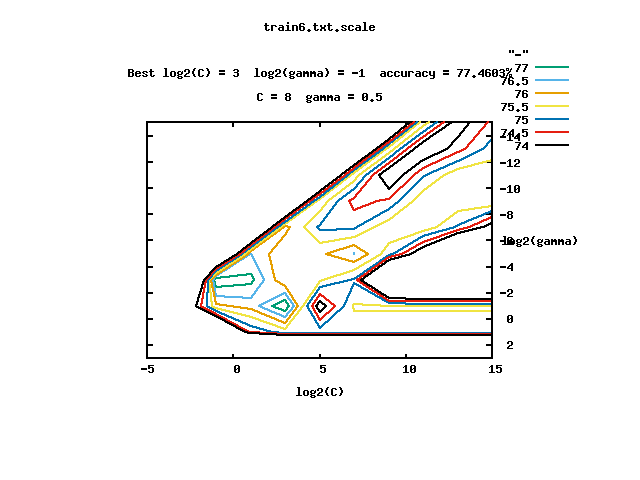 train6.txt.scale
"-"
Best log2(C) = 3  log2(gamma) = -1  accuracy = 77.4603%
77
76.5
C = 8  gamma = 0.5
76
75.5
75
74.5
74
-14
-12
-10
-8
-6
log2(gamma)
-4
-2
0
2
-5 0 5 10 15
log2(C)